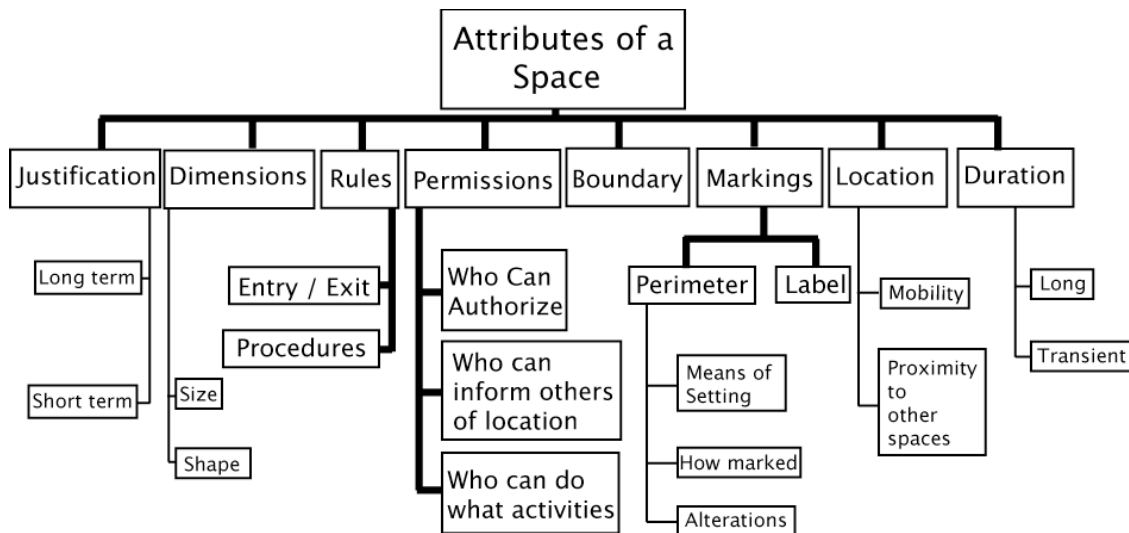 Attributes of a
Space
Justification
Dimensions
Rules
Permissions
Boundary
Markings
Location
Duration
Long term
Short term
Size
Shape
Entry / Exit
Procedures
Who Can
Authorize
Who can
inform others
of location
Who can do
what activities
Perimeter
Label
Means of
Setting
How marked
Alterations
Mobility
Proximity
to
other
spaces
Long
Transient